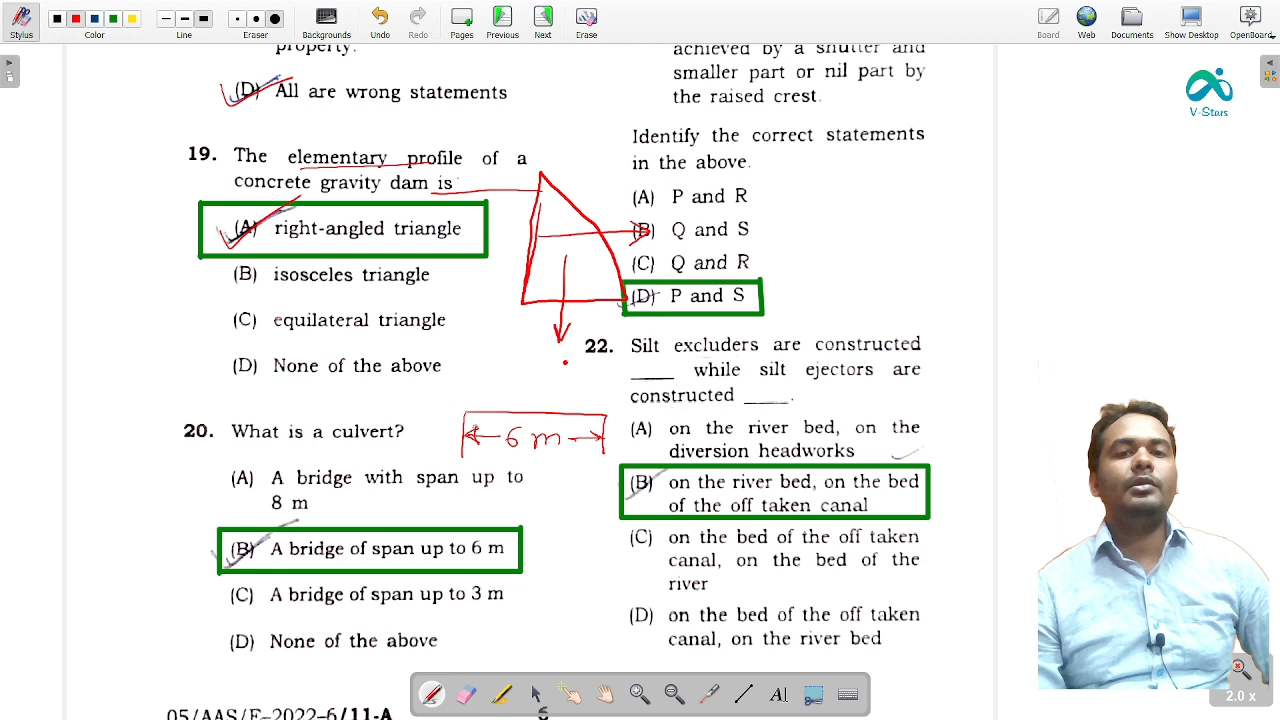 Stylus
Color
Line
Eraser
Backgrounds
Undo
Redo
Pages
Previous
Next
Erase
Board
Web
Documents
Show Desktop
OpenBoard
V-Stars
property.
(D) All are wrong statements
19. The elementary profile of a
concrete gravity dam is
(A) right-angled triangle
(B) isosceles triangle
(C) equilateral triangle
(D) None of the above
20. What is a culvert?
6 m
(A) A bridge with span up to
8 m
(B) A bridge of span up to 6 m
(C) A bridge of span up to 3 m
(D) None of the above
05/AAS/F-2022-6/11-A
6
achieved by a shutter and
smaller part or nil part by
the raised crest.
Identify the correct statements
in the above.
(A) P and R
(B) Q and S
(C) Q and R
(D) P and S
22. Silt excluders are constructed
____ while silt ejectors are
constructed ____.
(A) on the river bed, on the
diversion headworks
(B) on the river bed, on the bed
of the off taken canal
(C) on the bed of the off taken
canal, on the bed of the
river
(D) on the bed of the off taken
canal, on the river bed
AI
2.0 x